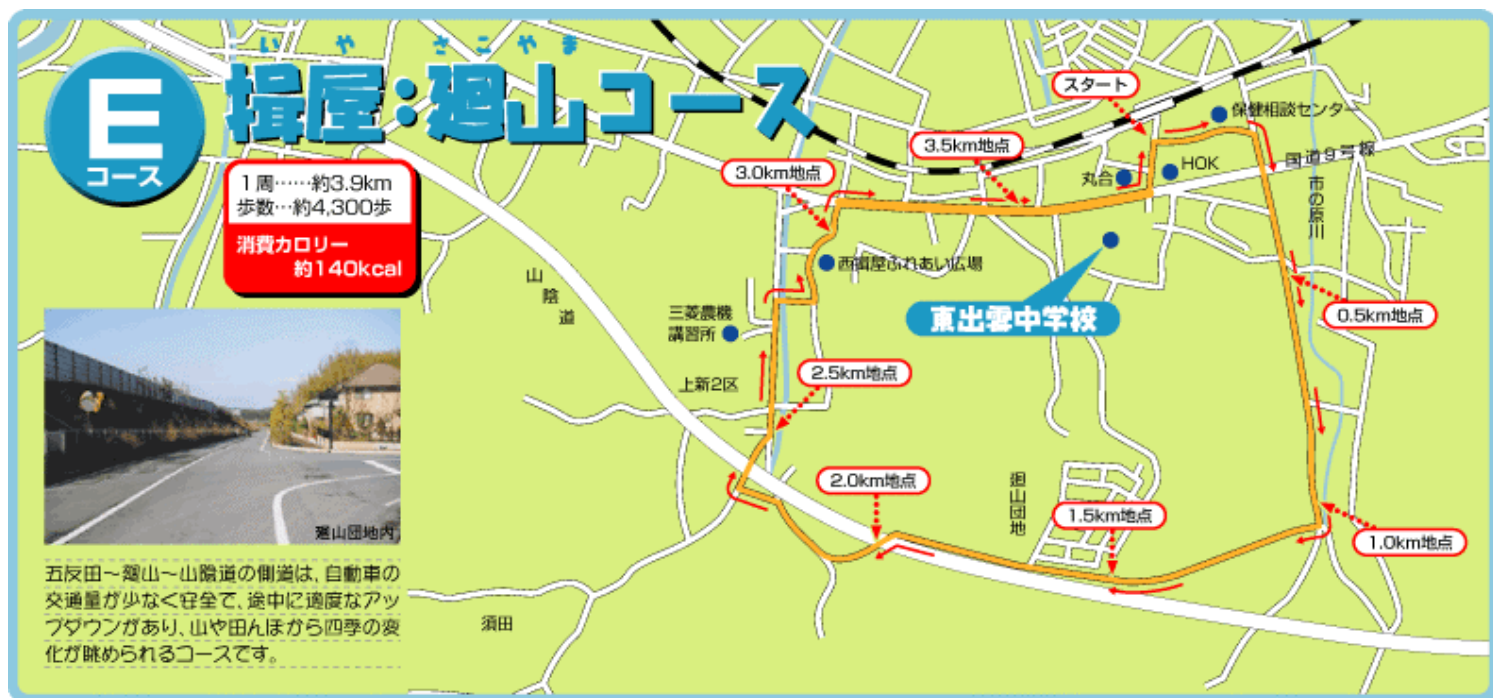 い や さこ やま
E
コース
揖屋:廻山コース
1周……約3.9km
歩数…約4,300歩
消費カロリー
約140kcal
スタート
保健相談センター
国道9号線
HOK
丸合
市の原川
3.5km地点
3.0km地点
西揖屋ふれあい広場
東出雲中学校
0.5km地点
山陰道
三菱農機
講習所
上新2区
2.5km地点
2.0km地点
廻山団地
1.5km地点
1.0km地点
須田
廻山団地内
五反田～廻山～山陰道の側道は、自動車の
交通量が少なく安全で、途中に適度なアッ
プダウンがあり、山や田んぼから四季の変
化が眺められるコースです。